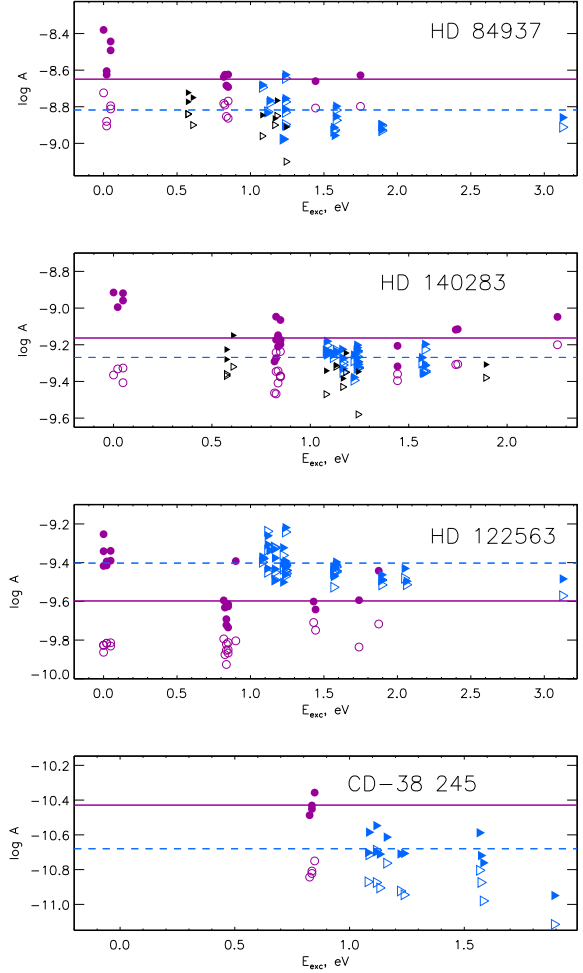 HD 84937
-8.4
-8.6
-8.8
-9.0
log A
0.0 0.5 1.0 1.5 2.0 2.5 3.0
E_exc, eV
HD 140283
-8.8
-9.0
-9.2
-9.4
-9.6
log A
0.0 0.5 1.0 1.5 2.0
E_exc, eV
HD 122563
-9.2
-9.4
-9.6
-9.8
-10.0
log A
0.0 0.5 1.0 1.5 2.0 2.5 3.0
E_exc, eV
CD-38 245
-10.2
-10.4
-10.6
-10.8
-11.0
log A
0.0 0.5 1.0 1.5
E_exc, eV